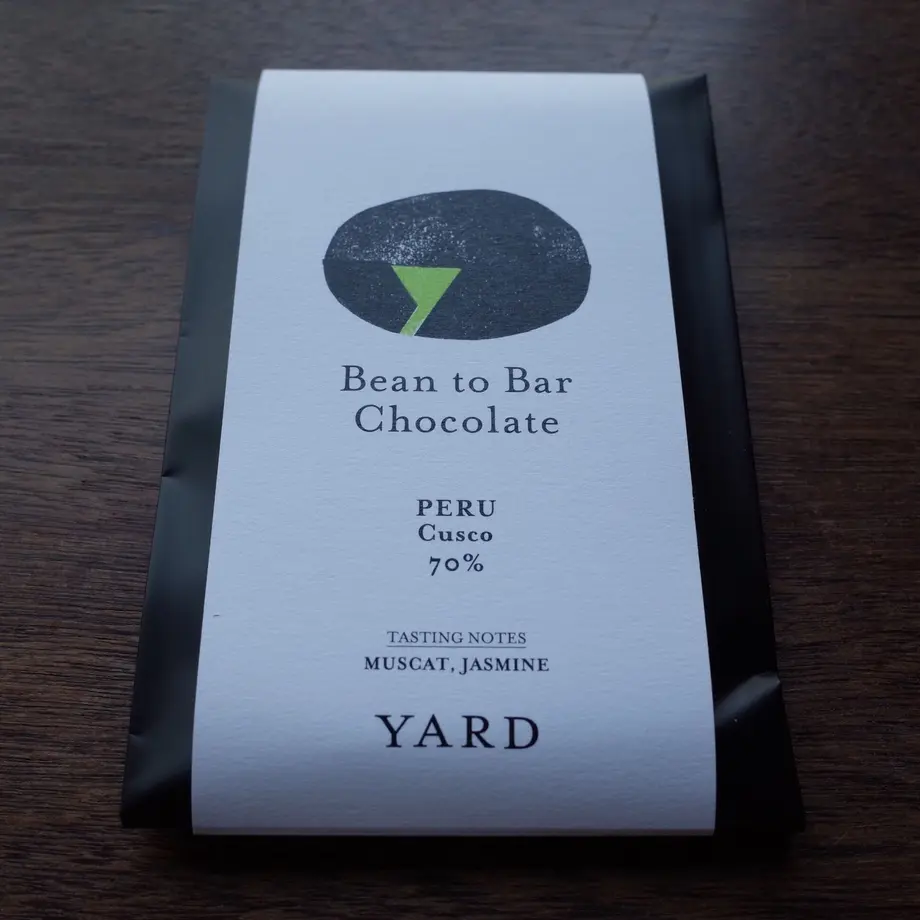 Bean to Bar
Chocolate
PERU
Cusco
70%
TASTING NOTES
MUSCAT, JASMINE
YARD